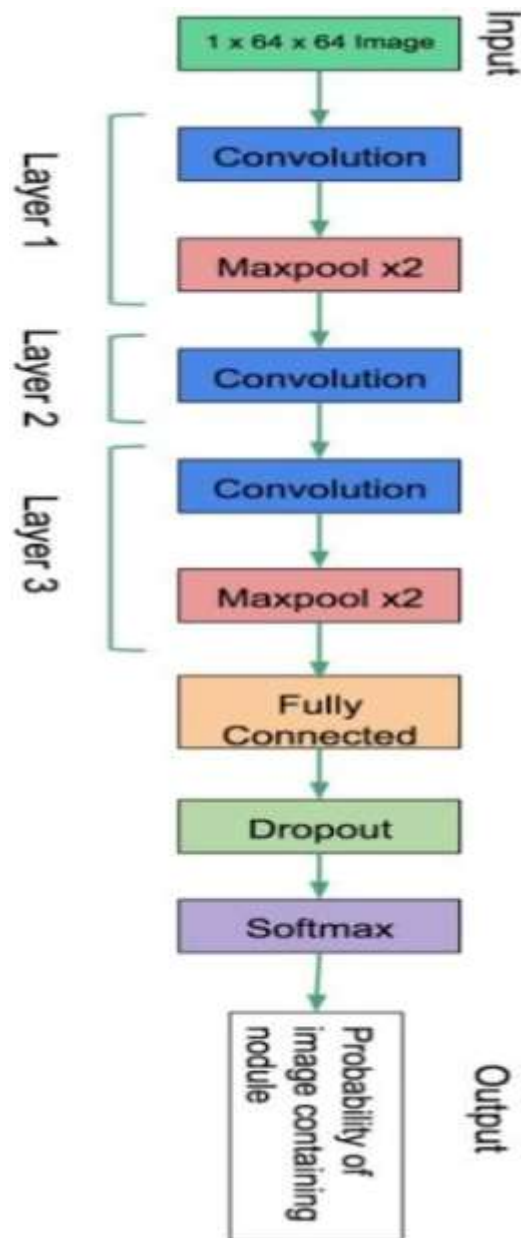 Input
1 x 64 x 64 Image
Layer 1
Convolution
Maxpool x2
Layer 2
Convolution
Layer 3
Convolution
Maxpool x2
Fully
Connected
Dropout
Softmax
Output
Probability of
image containing
nodule